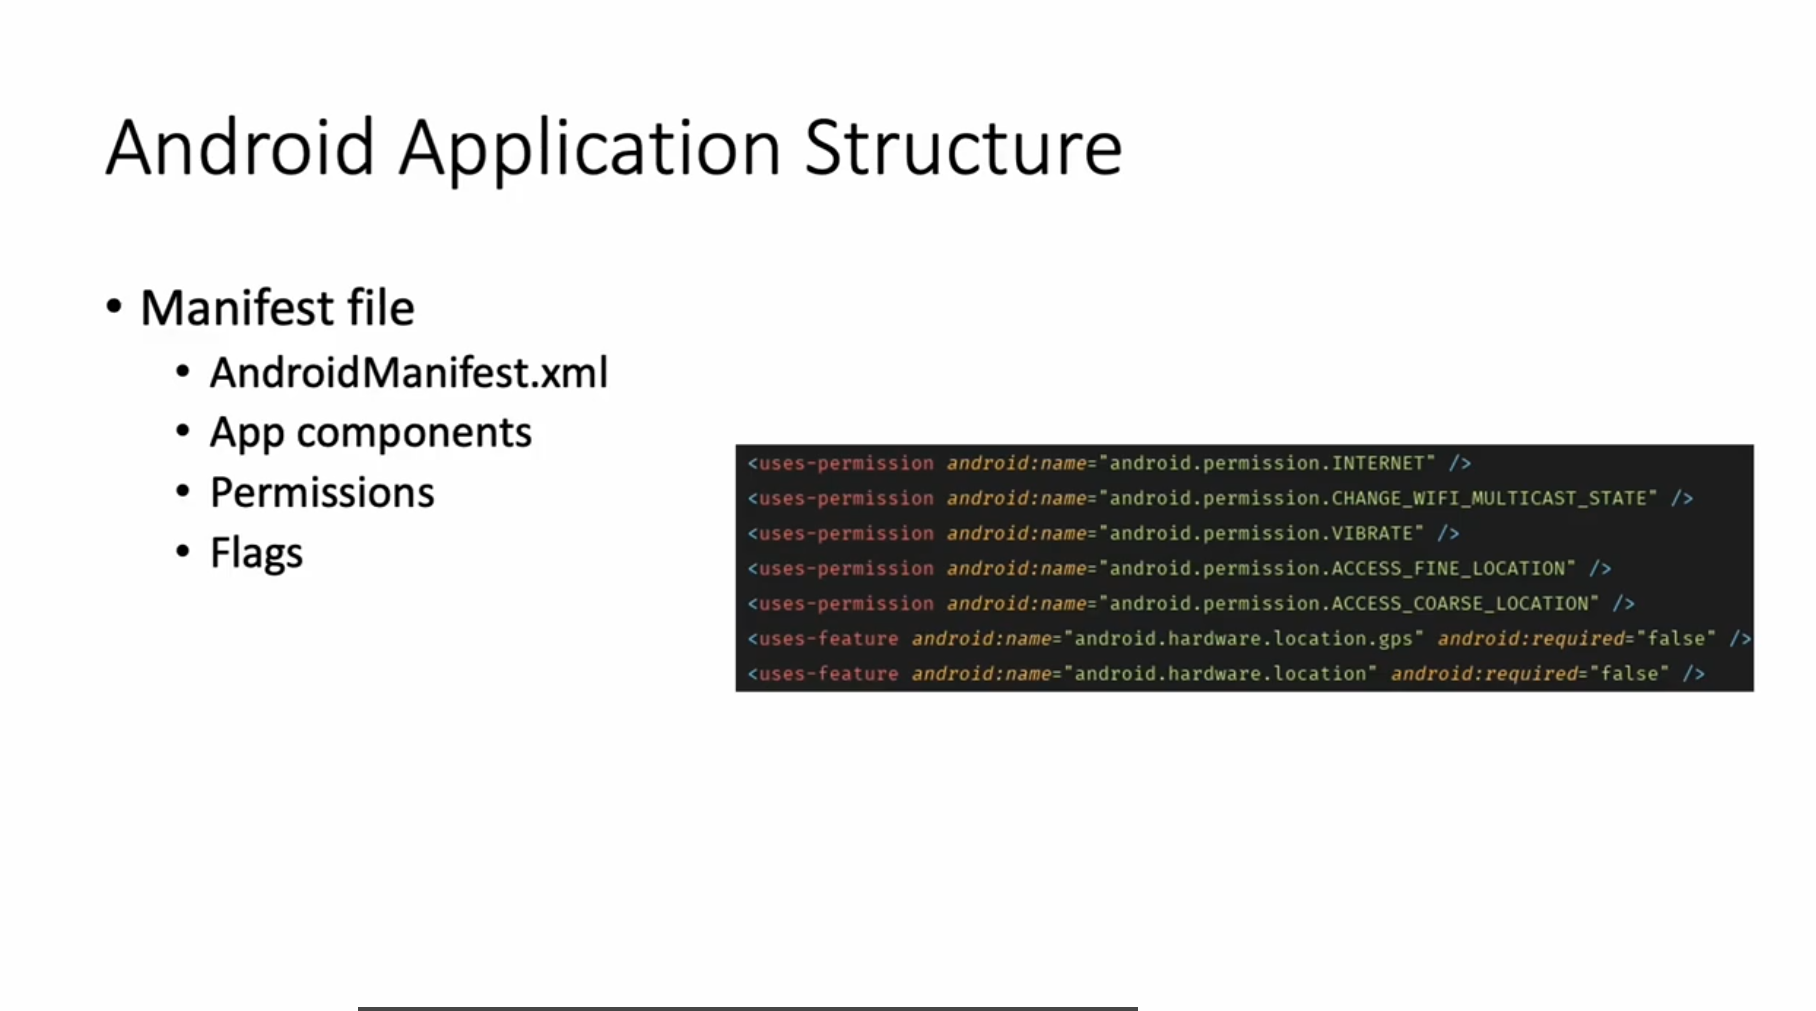 Android Application Structure
• Manifest file
• AndroidManifest.xml
• App components
• Permissions
• Flags
<uses-permission android:name="android.permission.INTERNET" />
<uses-permission android:name="android.permission.CHANGE_WIFI_MULTICAST_STATE" />
<uses-permission android:name="android.permission.VIBRATE" />
<uses-permission android:name="android.permission.ACCESS_FINE_LOCATION" />
<uses-permission android:name="android.permission.ACCESS_COARSE_LOCATION" />
<uses-feature android:name="android.hardware.location.gps" android:required="false" />
<uses-feature android:name="android.hardware.location" android:required="false" />